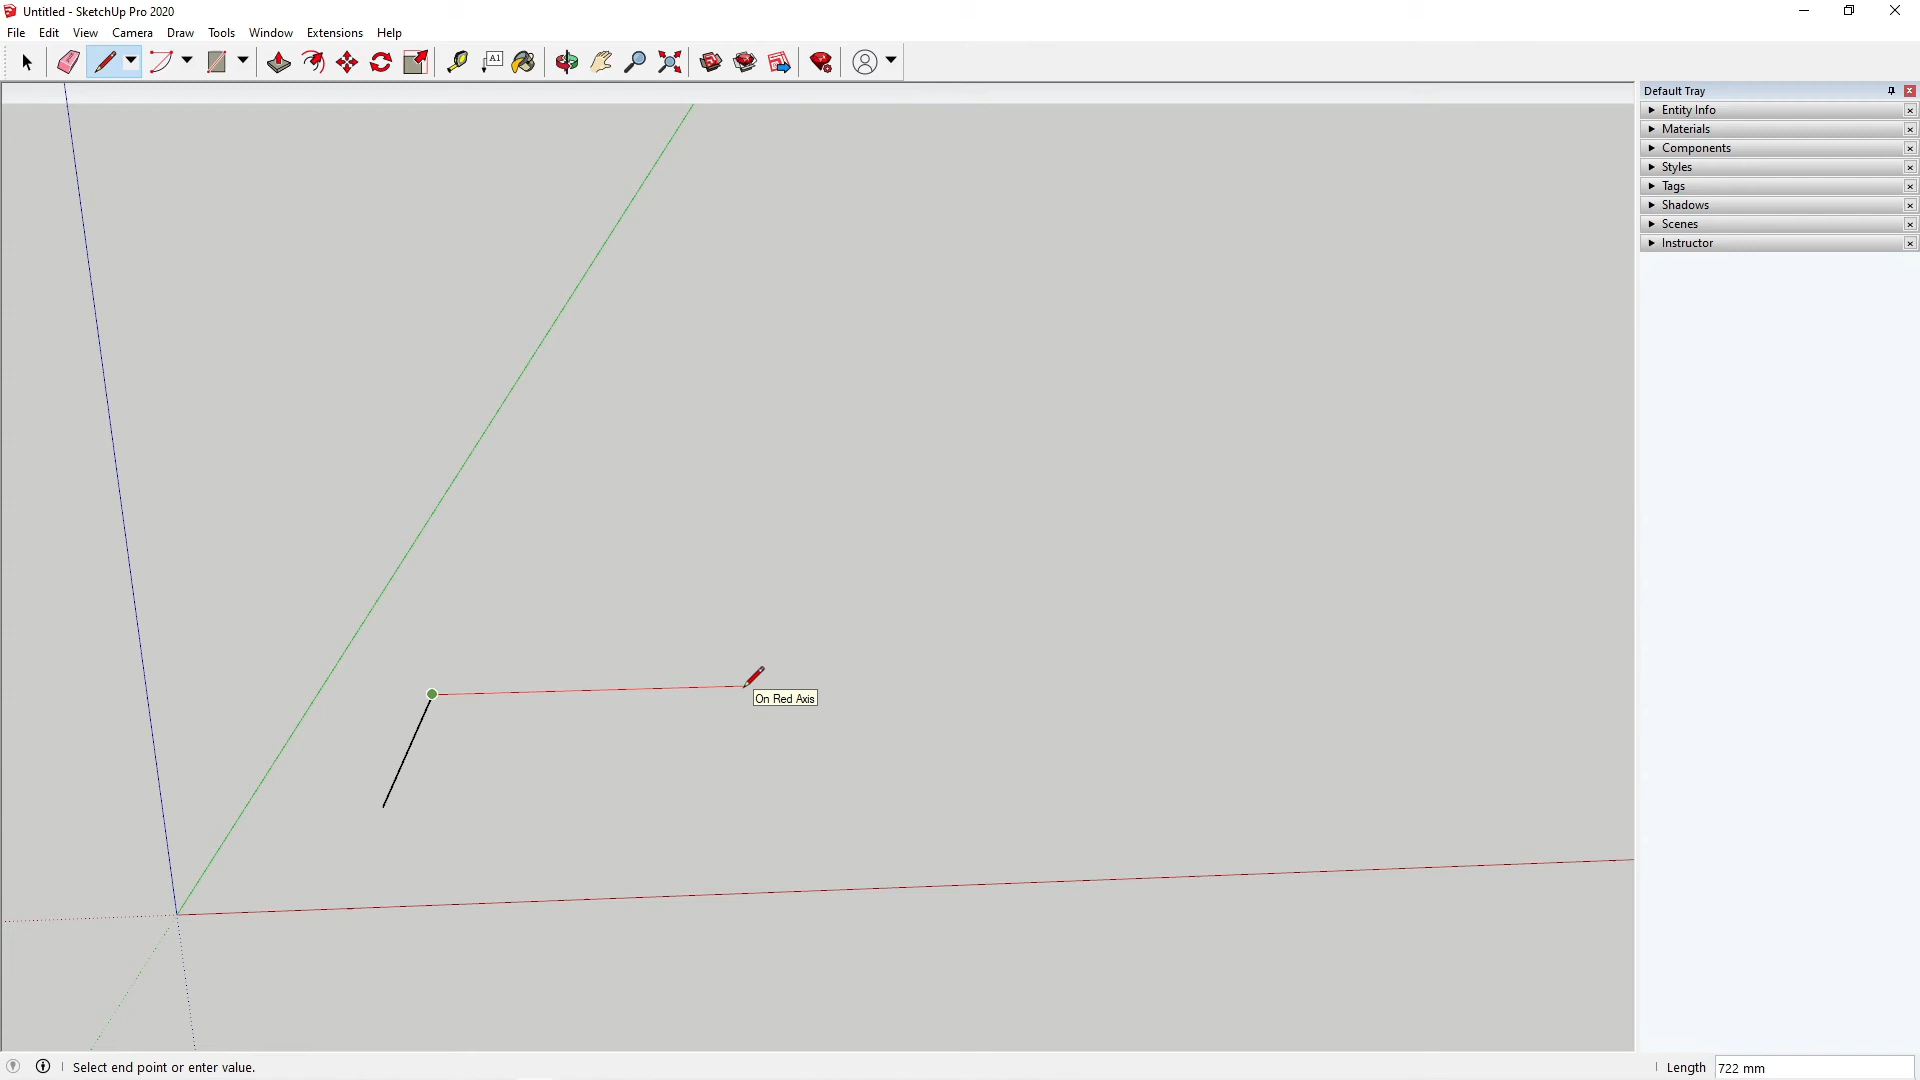 Untitled - SketchUp Pro 2020
File Edit View Camera Draw Tools Window Extensions Help
A1
Default Tray
Entity Info
Materials
Components
Styles
Tags
Shadows
Scenes
Instructor
On Red Axis
Select end point or enter value.
Length 722 mm